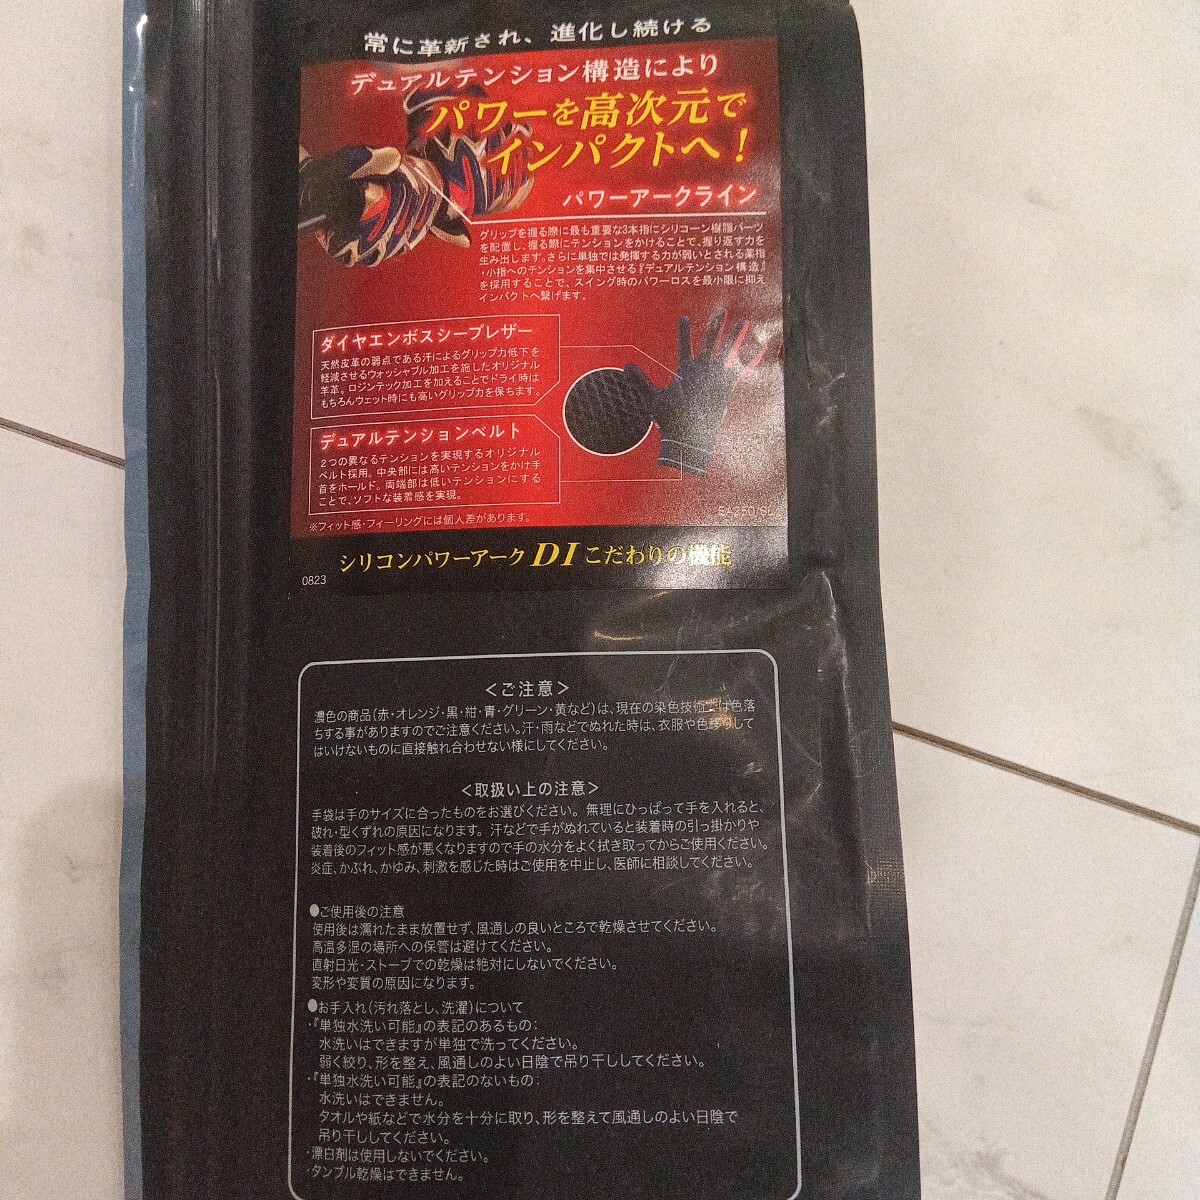 常に革新され、進化し続ける
デュアルテンション構造により
パワーを高次元で
インパクトへ！
パワーアークライン
グリップを握る際に最も重要な3本指にシリコーン樹脂パーツ
を配置し、握る際にテンションをかけることで、握り返す力を
生み出します。さらに単独では発揮する力が弱いとされる薬指
・小指へのテンションを集中させる『デュアルテンション構造』
を採用することで、スイング時のパワーロスを最小限に抑え
インパクトへ繋げます。
ダイヤエンボスシープレザー
天然皮革の弱点である汗によるグリップ力低下を
軽減させるウォッシャブル加工を施したオリジナル
羊革。ロジンテック加工を加えることでドライ時は
もちろんウェット時にも高いグリップ力を保ちます。
デュアルテンションベルト
2つの異なるテンションを実現するオリジナル
ベルト採用。中央部には高いテンションをかけ手
首をホールド。両端部は低いテンションにする
ことで、ソフトな装着感を実現。
※フィット感・フィーリングには個人差があります。
シリコンパワーアークDIこだわりの機能
0823
＜ご注意＞
濃色の商品(赤・オレンジ・黒・紺・青・グリーン・黄など)は、現在の染色技術では色落
ちする事がありますのでご注意ください。汗・雨などでぬれた時は、衣服や色移りして
はいけないものに直接触れ合わせない様にしてください。
＜取扱い上の注意＞
手袋は手のサイズに合ったものをお選びください。無理にひっぱって手を入れると、
破れ・型くずれの原因になります。汗などで手がぬれていると装着時の引っ掛かりや
装着後のフィット感が悪くなりますので手の水分をよく拭き取ってからご使用ください。
炎症、かぶれ、かゆみ、刺激を感じた時はご使用を中止し、医師に相談してください。
●ご使用後の注意
使用後は濡れたまま放置せず、風通しの良いところで乾燥させてください。
高温多湿の場所への保管は避けてください。
直射日光・ストーブでの乾燥は絶対にしないでください。
変形や変質の原因になります。
●お手入れ(汚れ落とし、洗濯)について
・『単独水洗い可能』の表記のあるもの：
水洗いはできますが単独で洗ってください。
弱く絞り、形を整え、風通しのよい日陰で吊り干ししてください。
・『単独水洗い可能』の表記のないもの：
水洗いはできません。
タオルや紙などで水分を十分に取り、形を整えて風通しのよい日陰で
吊り干ししてください。
・漂白剤は使用しないでください。
・タンブル乾燥はできません。